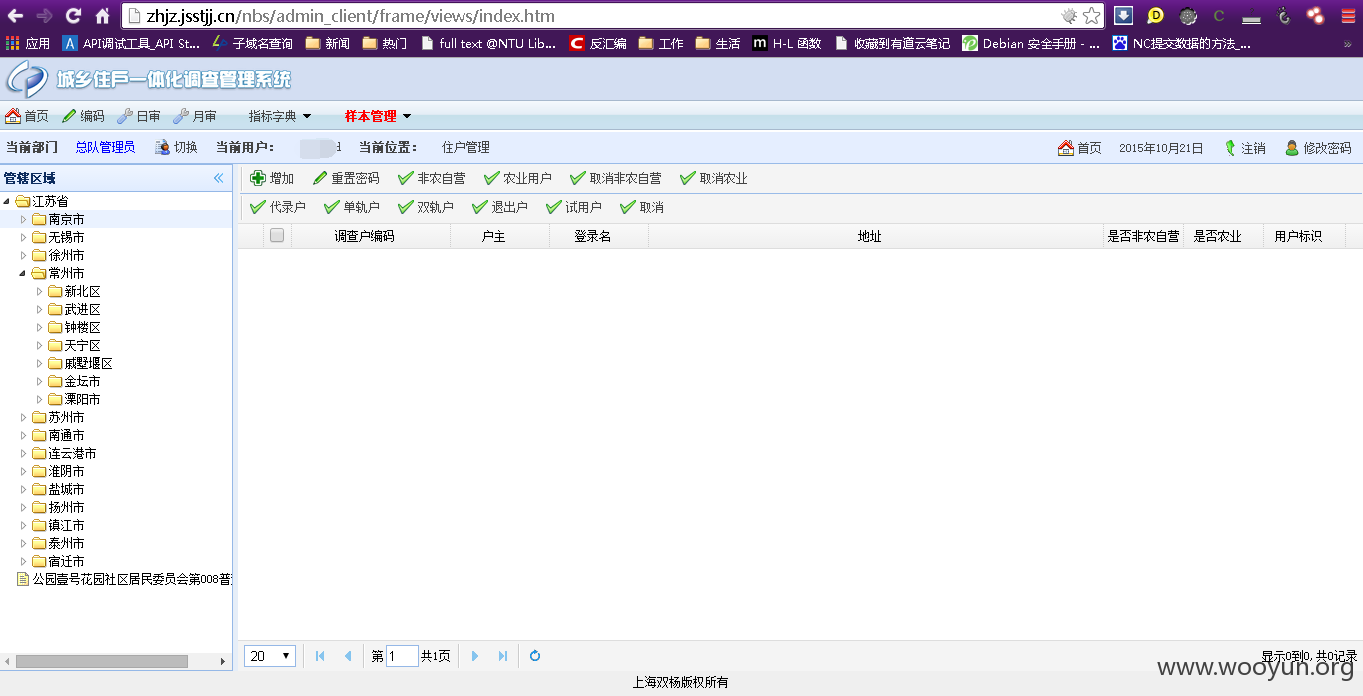 zhjz.jsstjj.cn/nbs/admin_client/frame/views/index.htm
应用 API调试工具_API St... 子域名查询 新闻 热门 full text @NTU Lib... 反汇编 工作 生活 H-L 函数 收藏到有道云笔记 Debian 安全手册 - ... NC提交数据的方法_... »
城乡住户一体化调查管理系统
首页 编码 日审 月审 指标字典 样本管理
当前部门 总队管理员 切换 当前用户： 当前位置： 住户管理 首页 2015年10月21日 注销 修改密码
管辖区域
增加 重置密码 非农自营 农业用户 取消非农自营 取消农业
江苏省
代录户 单轨户 双轨户 退出户 试用户 取消
南京市
无锡市
调查户编码 户主 登录名 地址 是否非农自营 是否农业 用户标识
徐州市
常州市
新北区
武进区
钟楼区
天宁区
戚墅堰区
金坛市
溧阳市
苏州市
南通市
连云港市
淮阴市
盐城市
扬州市
镇江市
泰州市
宿迁市
公园壹号花园社区居民委员会第008普
20 第 1 共1页 显示0到0, 共0记录
www.wooyun.org
上海双杨版权所有